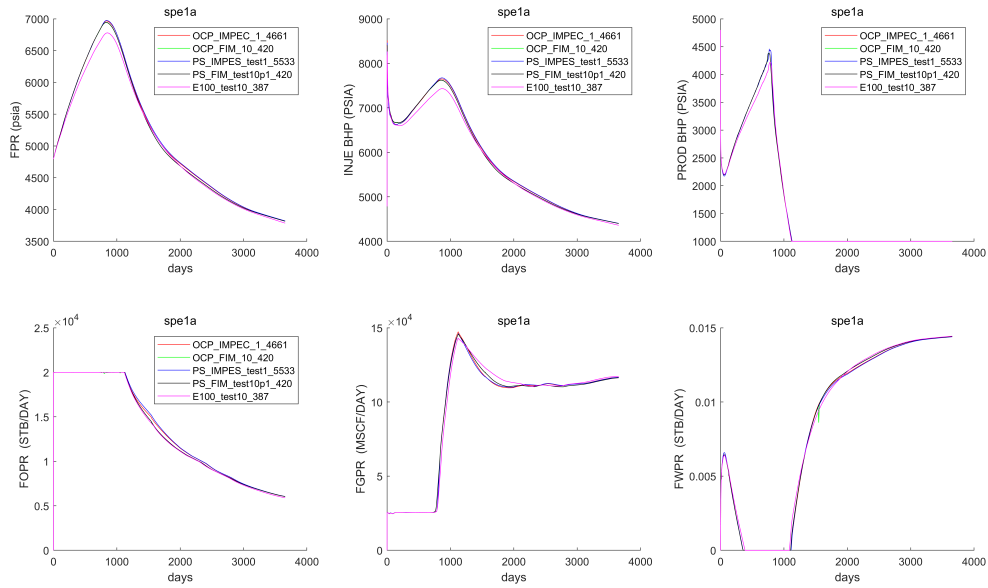 spe1a
7000
6500
6000
5500
5000
4500
4000
3500
FPR (psia)
OCP_IMPEC_1_4661
OCP_FIM_10_420
PS_IMPES_test1_5533
PS_FIM_test10p1_420
E100_test10_387
0
1000
2000
3000
4000
days
spe1a
9000
8000
7000
6000
5000
4000
INJE BHP (PSIA)
OCP_IMPEC_1_4661
OCP_FIM_10_420
PS_IMPES_test1_5533
PS_FIM_test10p1_420
E100_test10_387
0
1000
2000
3000
4000
days
spe1a
5000
4500
4000
3500
3000
2500
2000
1500
1000
PROD BHP (PSIA)
OCP_IMPEC_1_4661
OCP_FIM_10_420
PS_IMPES_test1_5533
PS_FIM_test10p1_420
E100_test10_387
0
1000
2000
3000
4000
days
spe1a
×10⁴
2.5
2
1.5
1
0.5
0
FOPR (STB/DAY)
OCP_IMPEC_1_4661
OCP_FIM_10_420
PS_IMPES_test1_5533
PS_FIM_test10p1_420
E100_test10_387
0
1000
2000
3000
4000
days
spe1a
×10⁴
15
10
5
0
FGPR (MSCF/DAY)
0
1000
2000
3000
4000
days
spe1a
0.015
0.01
0.005
0
FWPR (STB/DAY)
0
1000
2000
3000
4000
days